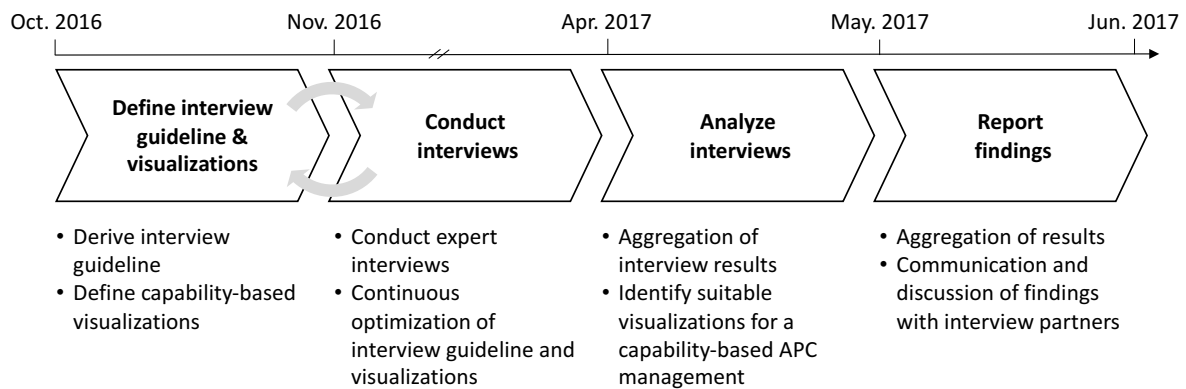 Oct. 2016 Nov. 2016 Apr. 2017 May. 2017 Jun. 2017
Define interview
guideline &
visualizations
Conduct
interviews
Analyze
interviews
Report
findings
• Derive interview
guideline
• Define capability-based
visualizations
• Conduct expert
interviews
• Continuous
optimization of
interview guideline and
visualizations
• Aggregation of
interview results
• Identify suitable
visualizations for a
capability-based APC
management
• Aggregation of results
• Communication and
discussion of findings
with interview partners